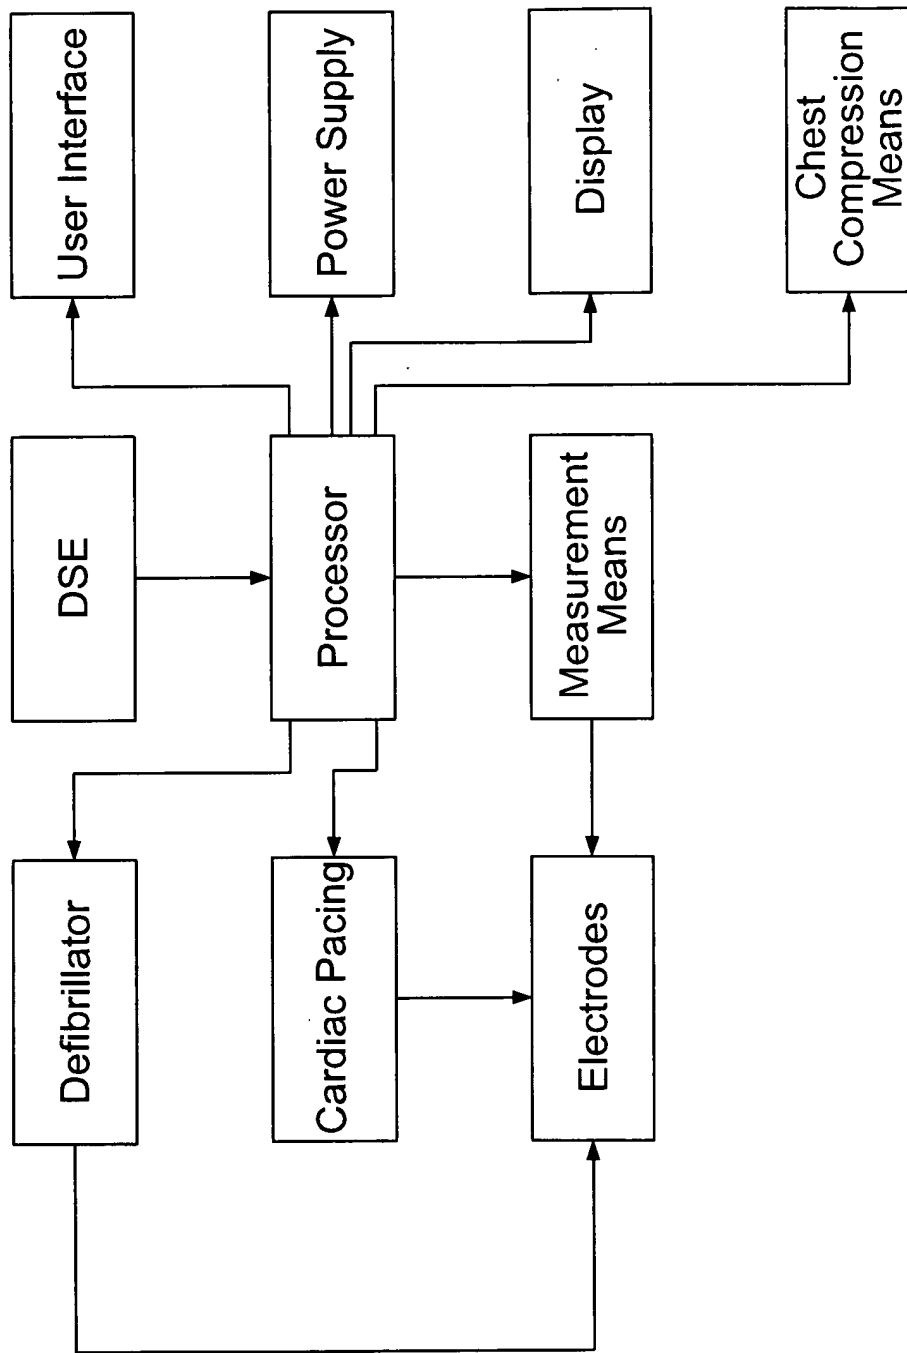 Defibrillator
DSE
User Interface
Cardiac Pacing
Processor
Power Supply
Electrodes
Measurement
Means
Display
Chest
Compression
Means